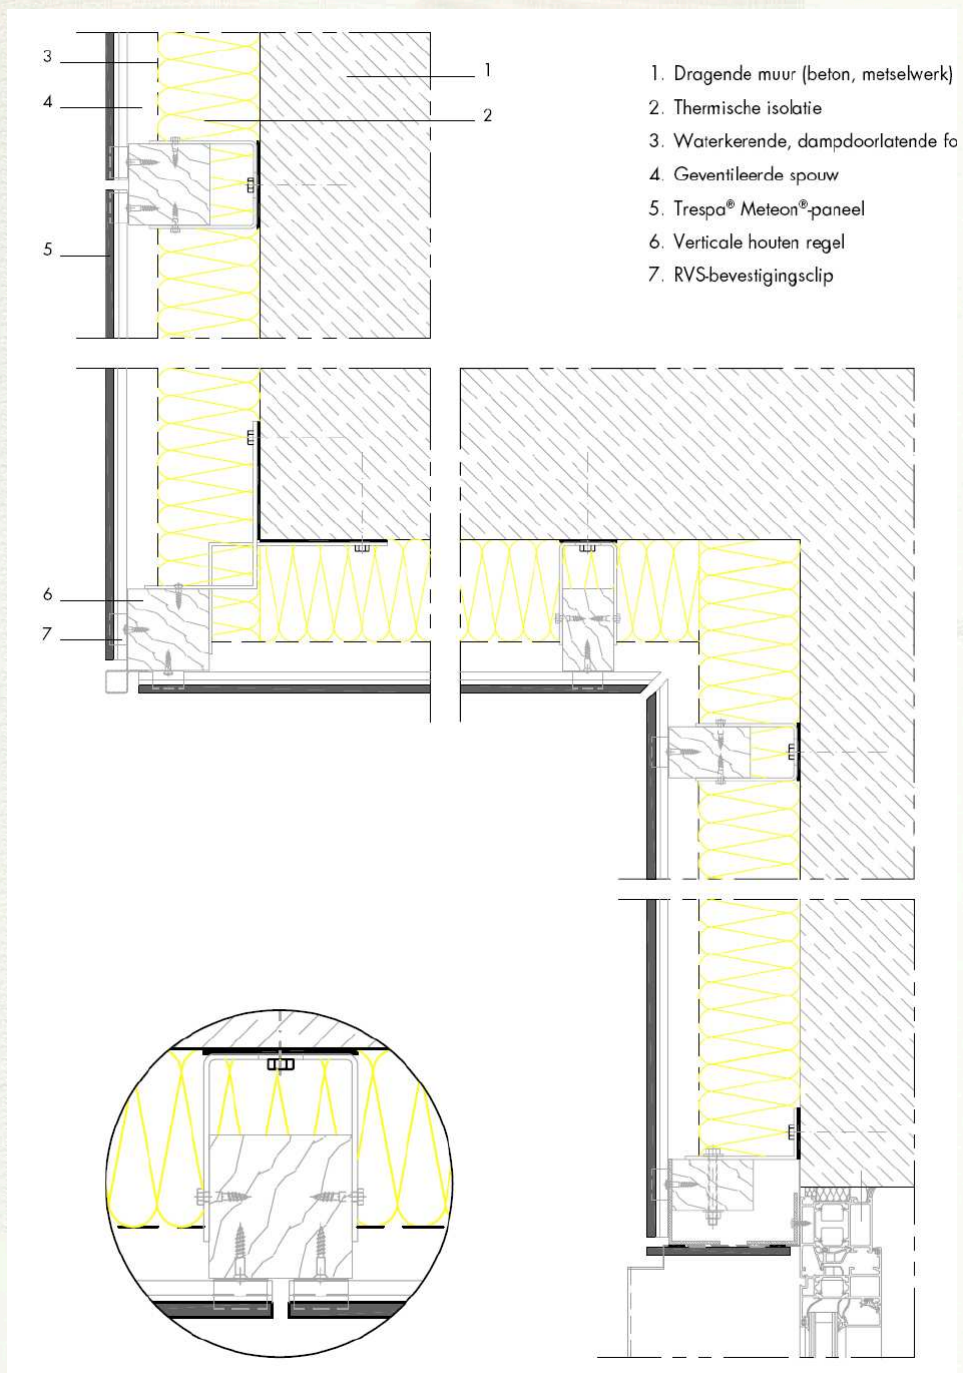 3
4
5
6
7
1
2
1. Dragende muur (beton, metselwerk)
2. Thermische isolatie
3. Waterkerende, dampdoorlatende fo
4. Geventileerde spouw
5. Trespa® Meteon®-paneel
6. Verticale houten regel
7. RVS-bevestigingsclip